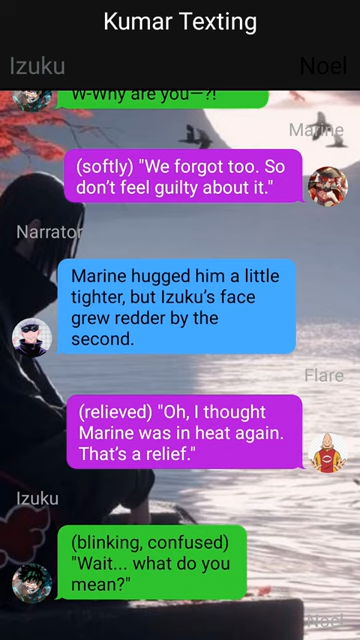 Kumar Texting
Izuku
Noel
W-Why are you—?!
Marine
(softly) "We forgot too. So
don't feel guilty about it."
Narrator
Marine hugged him a little
tighter, but Izuku's face
grew redder by the
second.
Flare
(relieved) "Oh, I thought
Marine was in heat again.
That's a relief."
Izuku
(blinking, confused)
"Wait... what do you
mean?"
Noel